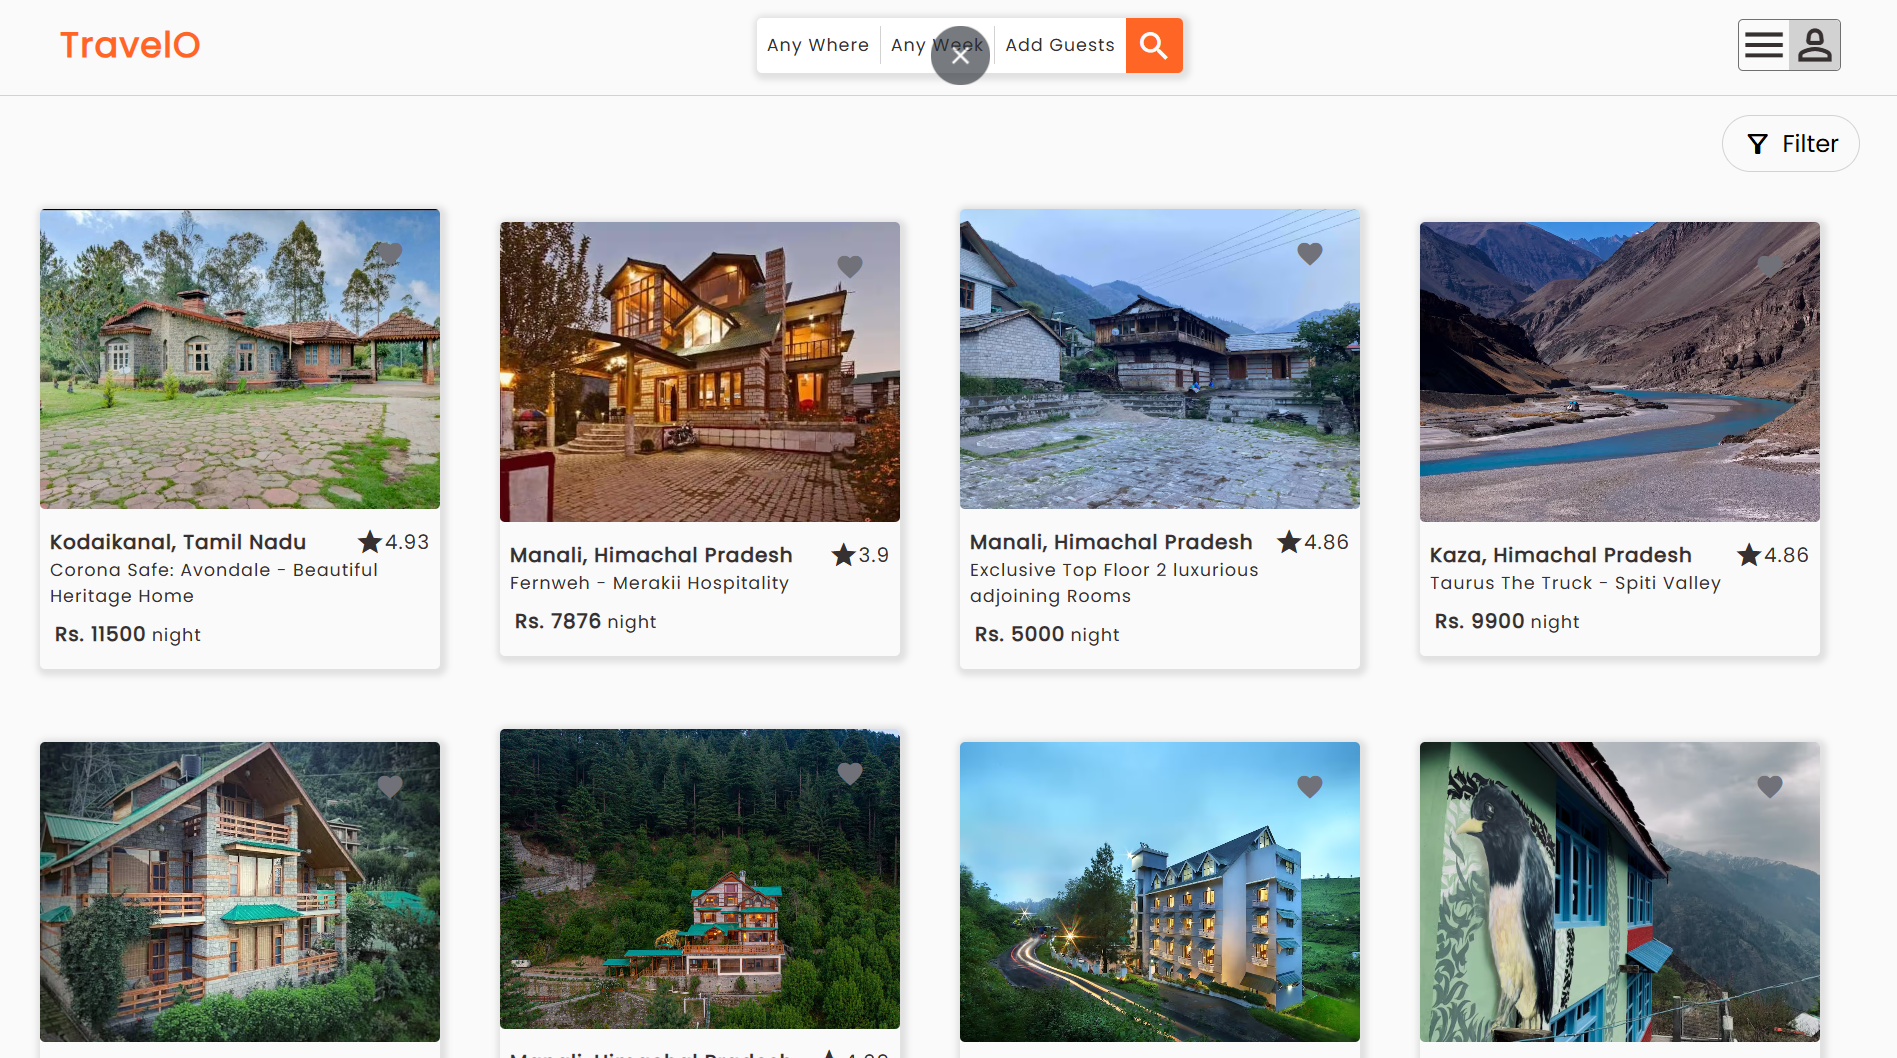 TravelO
Any Where
Any Week
Add Guests
Filter
Kodaikanal, Tamil Nadu
4.93
Corona Safe: Avondale - Beautiful
Heritage Home
Rs. 11500 night
Manali, Himachal Pradesh
3.9
Fernweh - Merakii Hospitality
Rs. 7876 night
Manali, Himachal Pradesh
4.86
Exclusive Top Floor 2 luxurious
adjoining Rooms
Rs. 5000 night
Kaza, Himachal Pradesh
4.86
Taurus The Truck - Spiti Valley
Rs. 9900 night
Manali, Himachal Pradesh